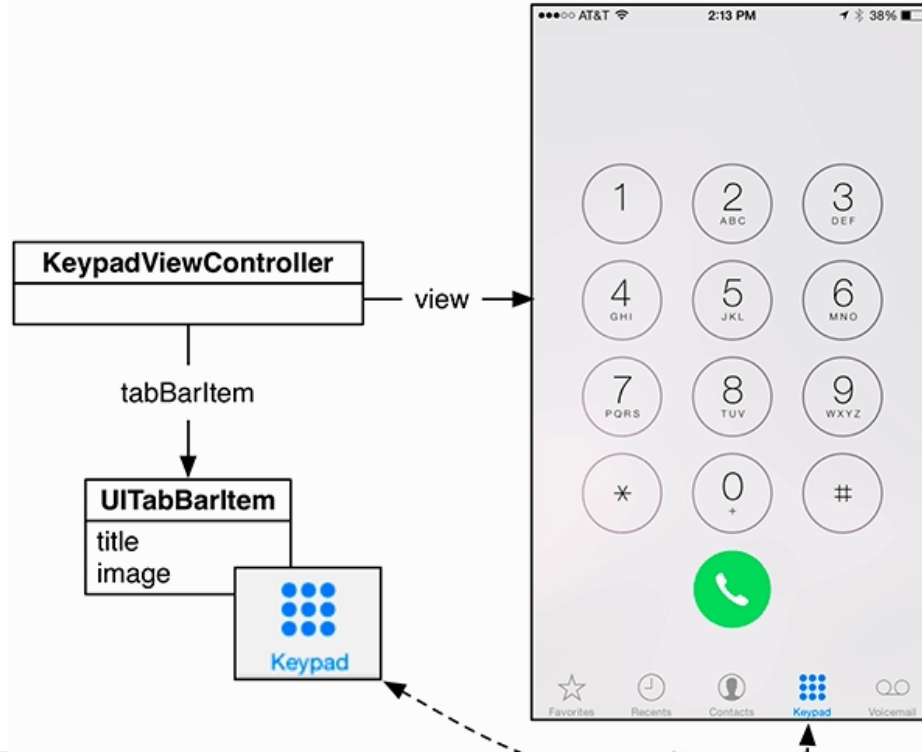 AT&T 2:13 PM 38%
1 2 3
ABC DEF
KeypadViewController
view
4 5 6
GHI JKL MNO
tabBarItem
7 8 9
PQRS TUV WXYZ
UITabBarItem
title
image
* 0 #
+
Keypad
Favorites Recents Contacts Keypad Voicemail